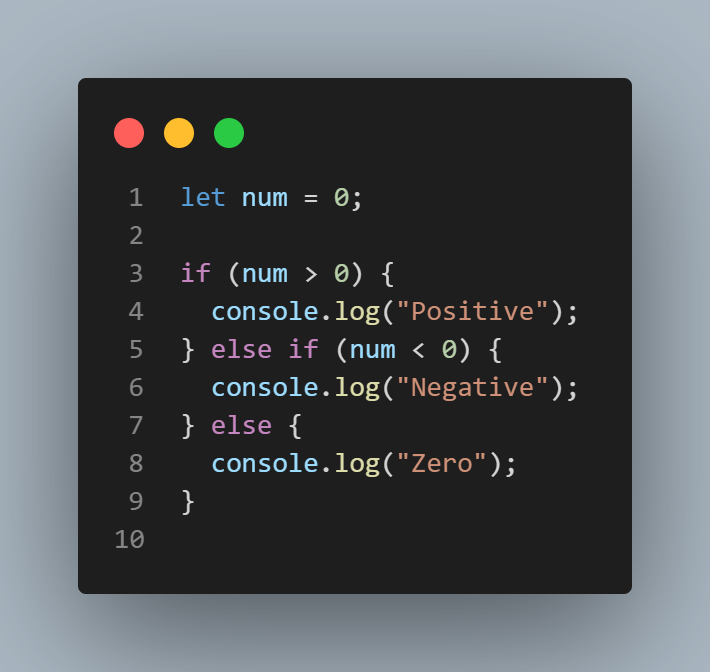 1 let num = 0;
2
3 if (num > 0) {
4   console.log("Positive");
5 } else if (num < 0) {
6   console.log("Negative");
7 } else {
8   console.log("Zero");
9 }
10